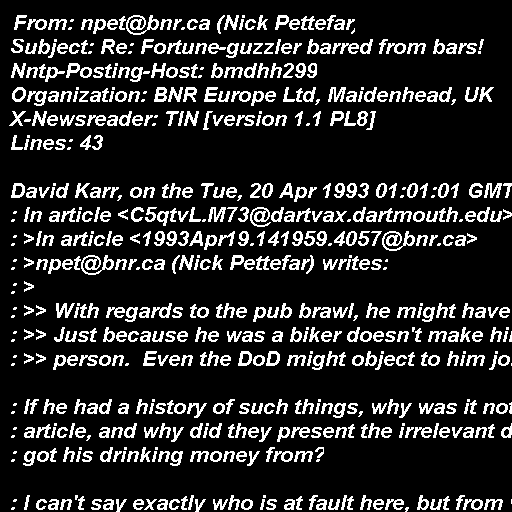 From: npet@bnr.ca (Nick Pettefar,
Subject: Re: Fortune-guzzler barred from bars!
Nntp-Posting-Host: bmdhh299
Organization: BNR Europe Ltd, Maidenhead, UK
X-Newsreader: TIN [version 1.1 PL8]
Lines: 43

David Karr, on the Tue, 20 Apr 1993 01:01:01 GMT
: In article <C5qtvL.M73@dartvax.dartmouth.edu>
: >In article <1993Apr19.141959.4057@bnr.ca>
: >npet@bnr.ca (Nick Pettefar) writes:
: >
: >> With regards to the pub brawl, he might have
: >> Just because he was a biker doesn't make hi
: >> person.  Even the DoD might object to him jo

: If he had a history of such things, why was it not
: article, and why did they present the irrelevant d
: got his drinking money from?

: I can't say exactly who is at fault here, but from